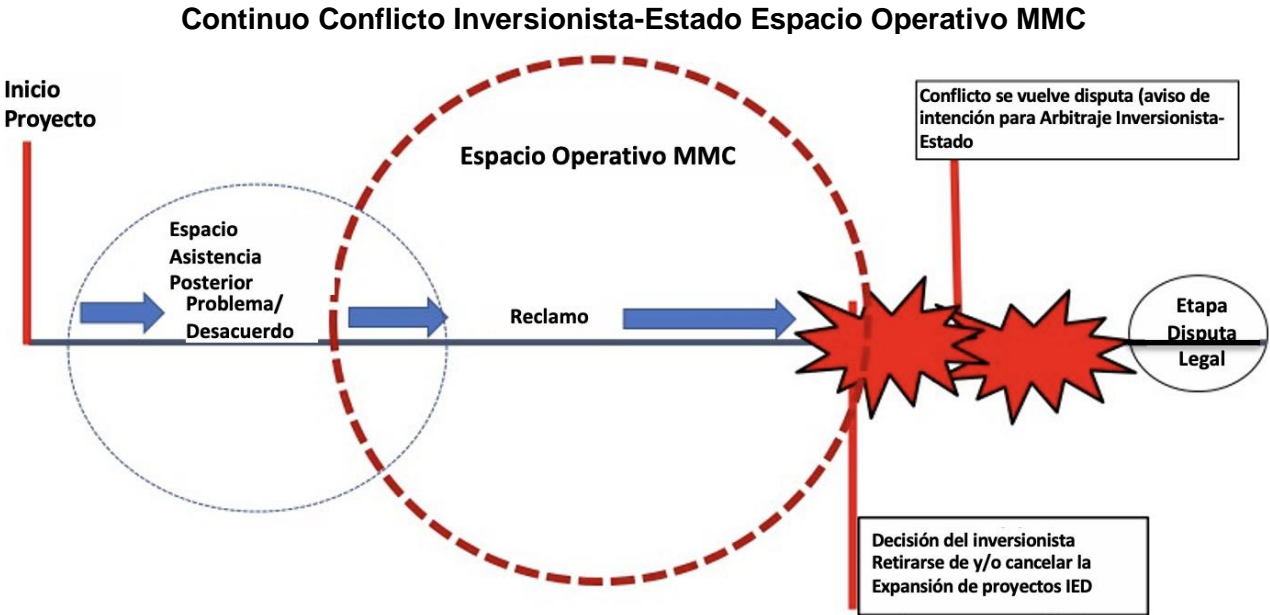 Continuo Conflicto Inversionista-Estado Espacio Operativo MMC
Inicio
Proyecto
Espacio
Asistencia
Posterior
Problema/
Desacuerdo
Espacio Operativo MMC
Reclamo
Conflicto se vuelve disputa (aviso de
intención para Arbitraje Inversionista-
Estado
Etapa
Disputa
Legal
Decisión del inversionista
Retirarse de y/o cancelar la
Expansión de proyectos IED